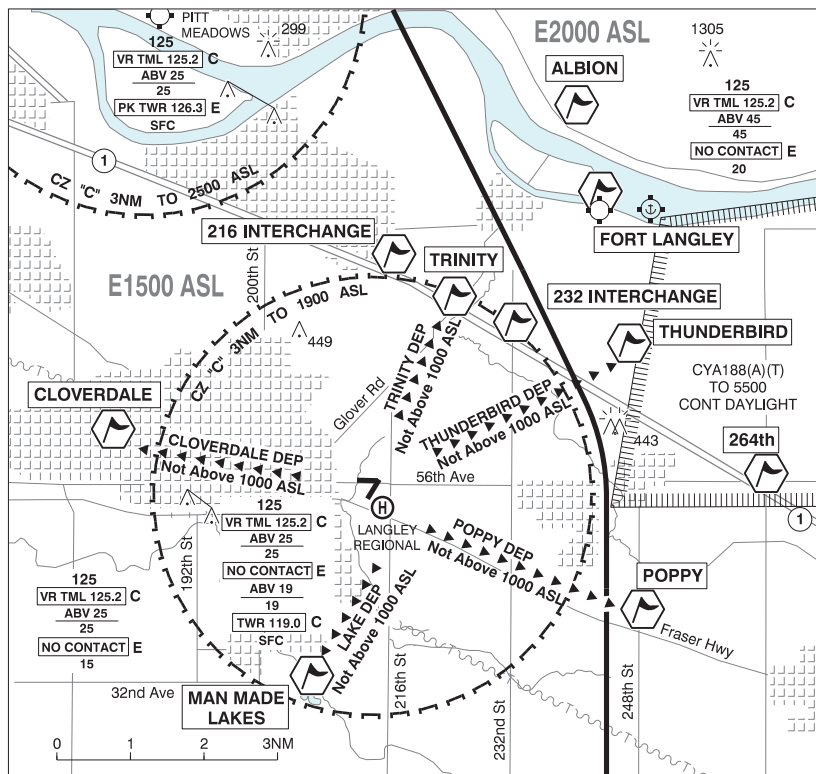 PITT
MEADOWS
299
125
VR TML 125.2 C
ABV 25
25
PK TWR 126.3 E
SFC
E2000 ASL
1305
ALBION
125
VR TML 125.2 C
ABV 45
45
NO CONTACT E
20
1
CZ "C" 3NM TO 2500 ASL
216 INTERCHANGE
FORT LANGLEY
TRINITY
E1500 ASL
200th St
232 INTERCHANGE
CZ "C" 3NM TO 1900 ASL
449
THUNDERBIRD
TRINITY DEP
Not Above 1000 ASL
CYA188(A)(T)
TO 5500
CONT DAYLIGHT
CLOVERDALE
Glover Rd
THUNDERBIRD DEP
Not Above 1000 ASL
443
264th
CLOVERDALE DEP
Not Above 1000 ASL
56th Ave
H
LANGLEY
REGIONAL
1
125
VR TML 125.2 C
ABV 25
25
NO CONTACT E
ABV 19
19
TWR 119.0 C
SFC
POPPY DEP
Not Above 1000 ASL
192th St
125
VR TML 125.2 C
ABV 25
25
NO CONTACT E
15
LAKE DEP
Not Above 1000 ASL
POPPY
Fraser Hwy
32nd Ave
MAN MADE
LAKES
216th St
232nd St
248th St
0 1 2 3NM